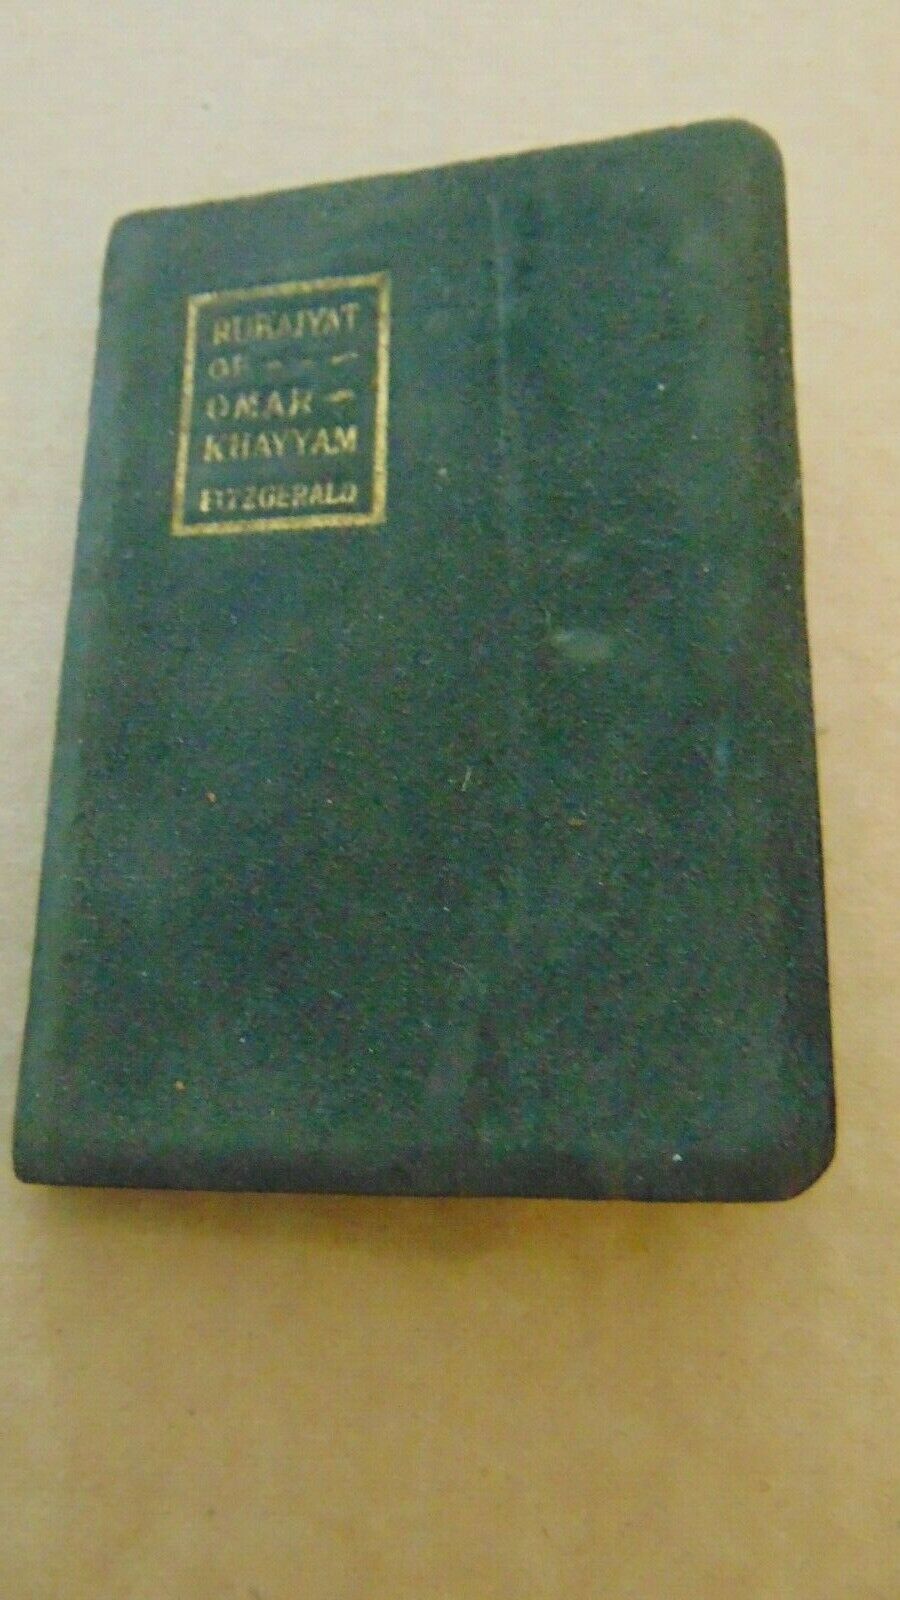 RUBAIYAT
OF ~ ~ ~
OMAR ~
KHAYYAM
FITZGERALD